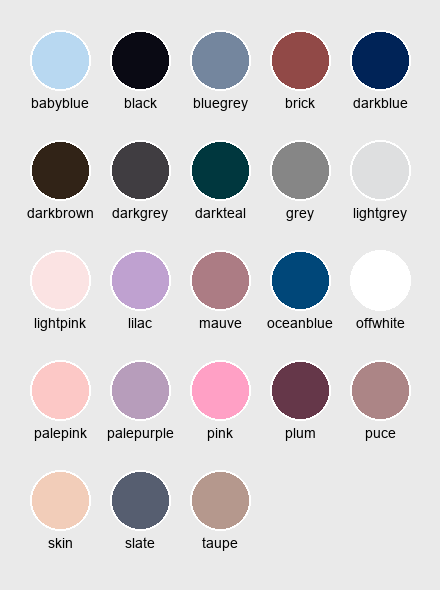 babyblue black bluegrey brick darkblue
darkbrown darkgrey darkteal grey lightgrey
lightpink lilac mauve oceanblue offwhite
palepink palepurple pink plum puce
skin slate taupe